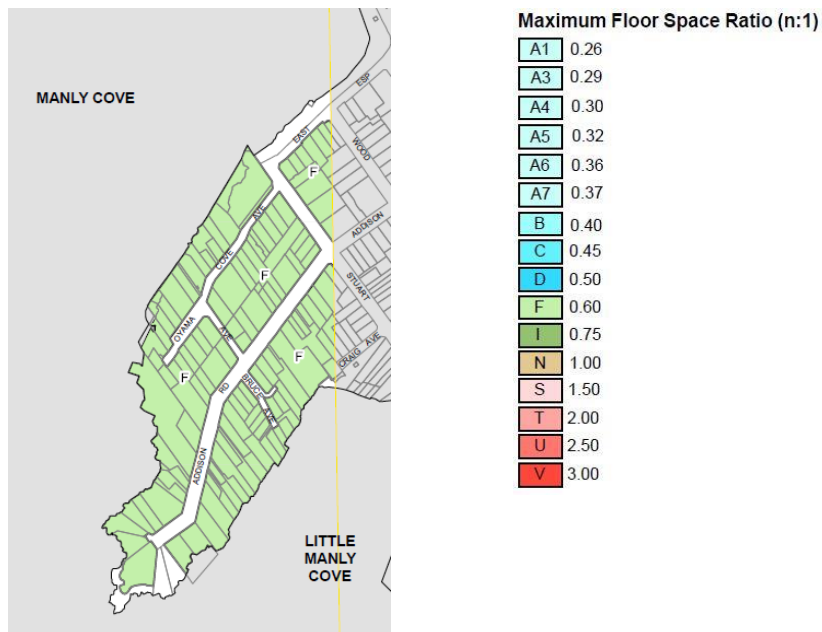 MANLY COVE
ESP
EAST
WOOD
F
AVE
ADDISON
COVE
F
STUART
OYAMA
AVE
F
CRAIG AVE
F
BRUCE
RD
AVE
ADDISON
LITTLE
MANLY
COVE
Maximum Floor Space Ratio (n:1)
A1 0.26
A3 0.29
A4 0.30
A5 0.32
A6 0.36
A7 0.37
B 0.40
C 0.45
D 0.50
F 0.60
I 0.75
N 1.00
S 1.50
T 2.00
U 2.50
V 3.00